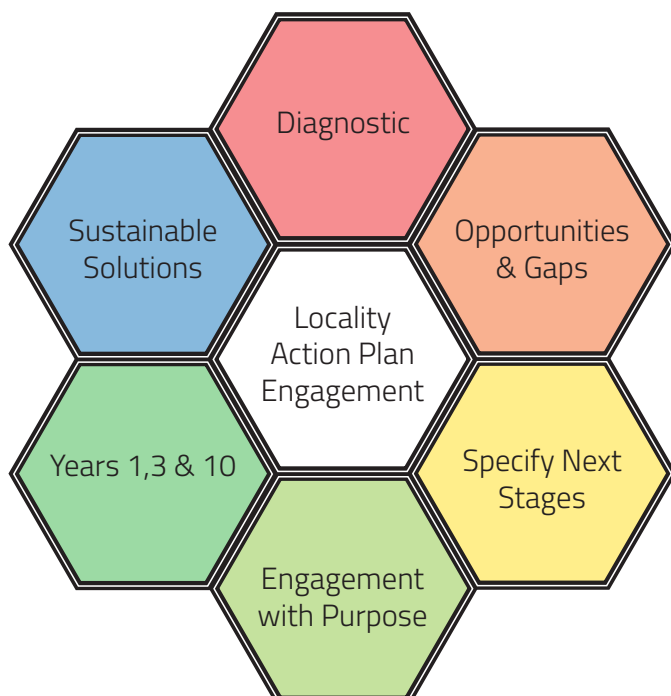 Diagnostic
Sustainable
Solutions
Opportunities
& Gaps
Locality
Action Plan
Engagement
Years 1,3 & 10
Specify Next
Stages
Engagement
with Purpose